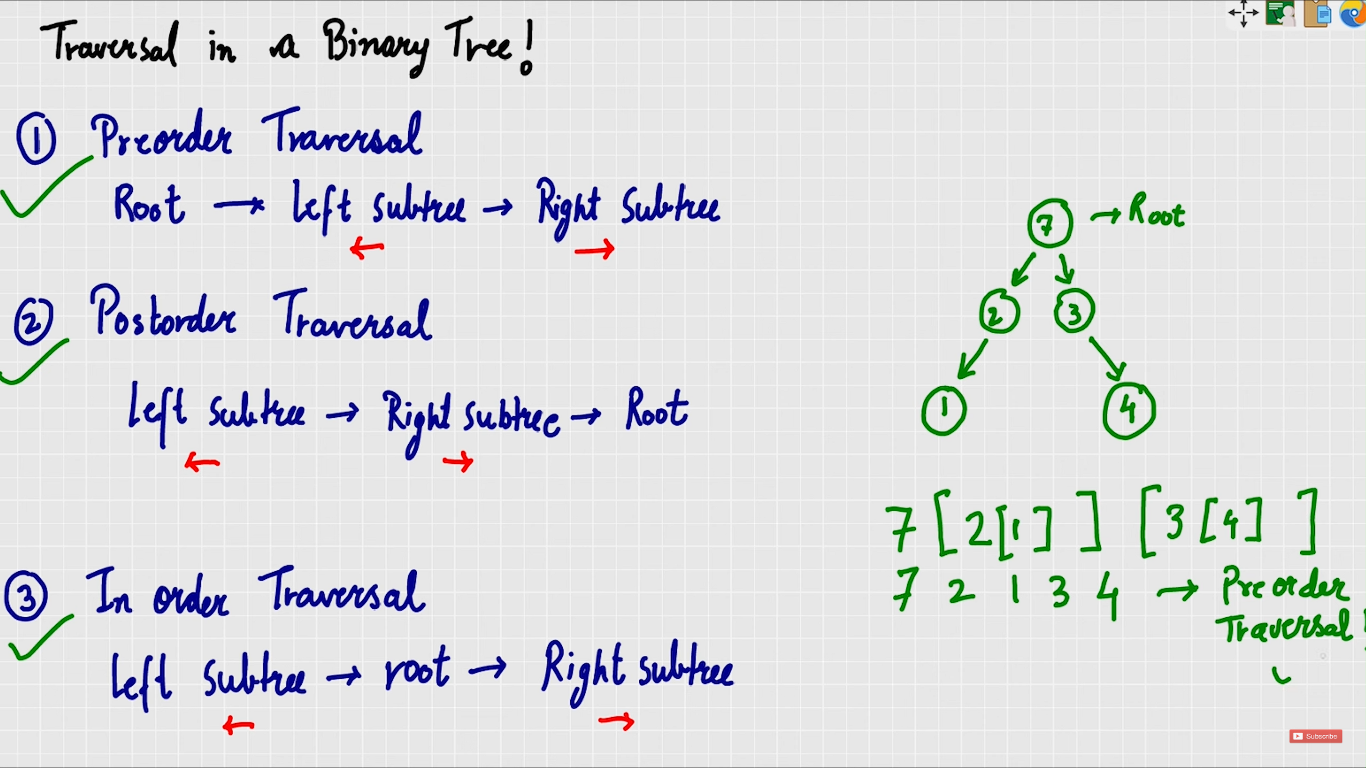 Traversal in a Binary Tree!
① Preorder Traversal
Root → Left subtree → Right Subtree
② Postorder Traversal
Left subtree → Right subtree → Root
③ In order Traversal
Left subtree → root → Right subtree
7 → Root
2 3
1 4
7 [ 2[1] ] [ 3 [4] ]
7 2 1 3 4 → Preorder
Traversal!
Subscribe